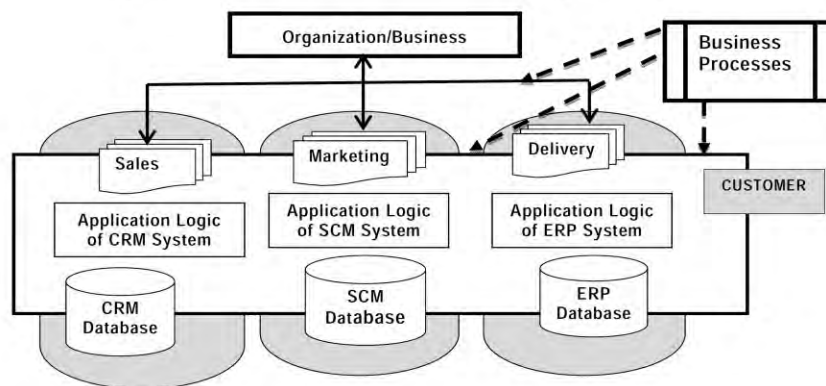 Organization/Business
Business
Processes
Sales
Marketing
Delivery
CUSTOMER
Application Logic
of CRM System
Application Logic
of SCM System
Application Logic
of ERP System
CRM
Database
SCM
Database
ERP
Database